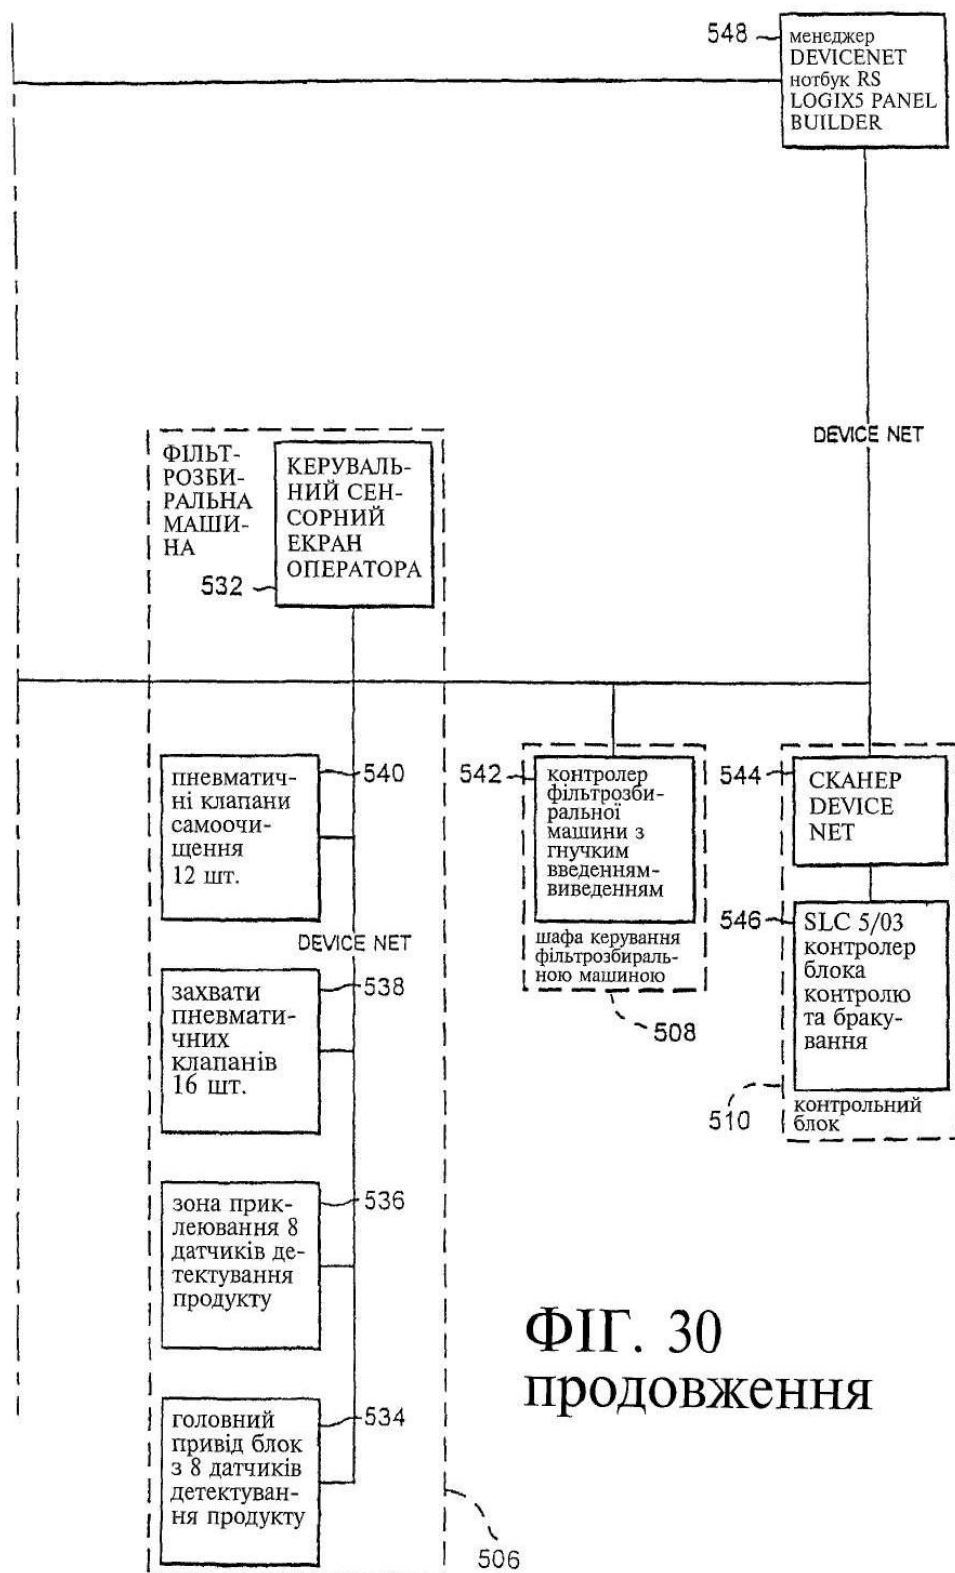 548
менеджер
DEVICENET
нотбук RS
LOGIX5 PANEL
BUILDER
DEVICE NET
ФІЛЬТ-
РОЗБИ-
РАЛЬНА
МАШИ-
НА
КЕРУВАЛЬ-
НИЙ СЕН-
СОРНИЙ
ЕКРАН
ОПЕРАТОРА
532
пневматич-
ні клапани
самоочи-
щення
12 шт.
540
DEVICE NET
захвати
пневмати-
чних
клапанів
16 шт.
538
зона прик-
леювання 8
датчиків де-
тектування
продукту
536
головний
привід блок
з 8 датчиків
детектуван-
ня продукту
534
506
542
контролер
фільтрозби-
ральної
машини з
гнучким
введенням-
виведенням
шафа керування
фільтрозбираль-
ною машиною
508
544
СКАНЕР
DEVICE
NET
546
SLC 5/03
контролер
блока
контролю
та браку-
вання
510
контрольний
блок
ФІГ. 30
продовження